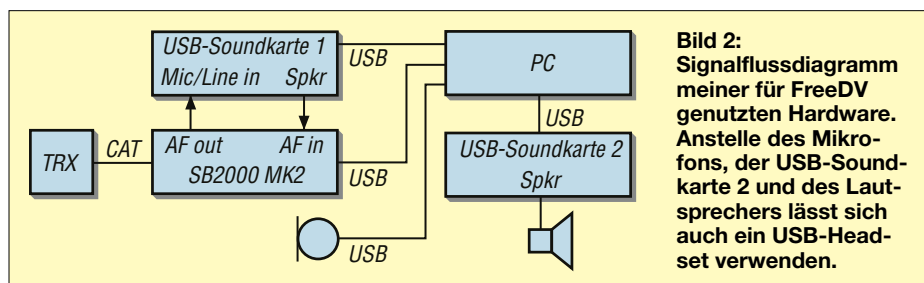 USB-Soundkarte 1
Mic/Line in Spkr
USB
PC
TRX
CAT
AF out AF in
SB2000 MK2
USB
USB
USB
USB-Soundkarte 2
Spkr
Bild 2:
Signalflussdiagramm
meiner für FreeDV
genutzten Hardware.
Anstelle des Mikro-
fons, der USB-Sound-
karte 2 und des Laut-
sprechers lässt sich
auch ein USB-Head-
set verwenden.